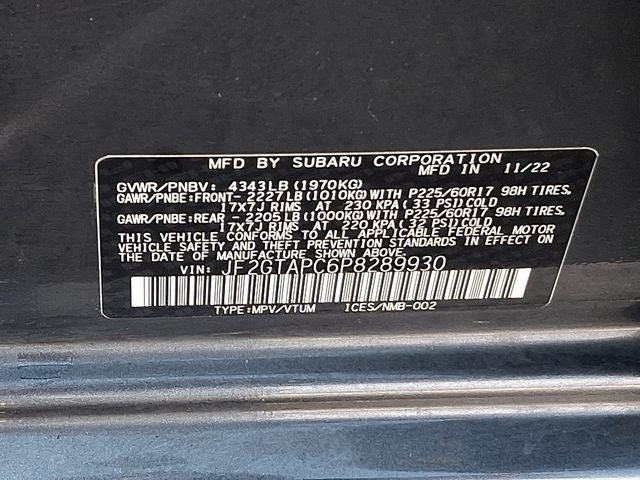 MFD BY SUBARU CORPORATION
MFD IN 11/22
GVWR/PNBV: 4343LB(1970KG)
GAWR/PNBE:FRONT- 2227LB(1010KG)WITH P225/60R17 98H TIRES,
17X7J RIMS AT 230 KPA( 33 PSI)COLD
GAWR/PNBE:REAR - 2205LB(1000KG)WITH P225/60R17 98H TIRES,
17X7J RIMS AT 220 KPA( 32 PSI)COLD
THIS VEHICLE CONFORMS TO ALL APPLICABLE FEDERAL MOTOR
VEHICLE SAFETY AND THEFT PREVENTION STANDARDS IN EFFECT ON
THE DATE OF MANUFACTURE SHOWN ABOVE.
VIN: JF2GTAPC6P8289930
TYPE:MPV/VTUM ICES/NMB-002